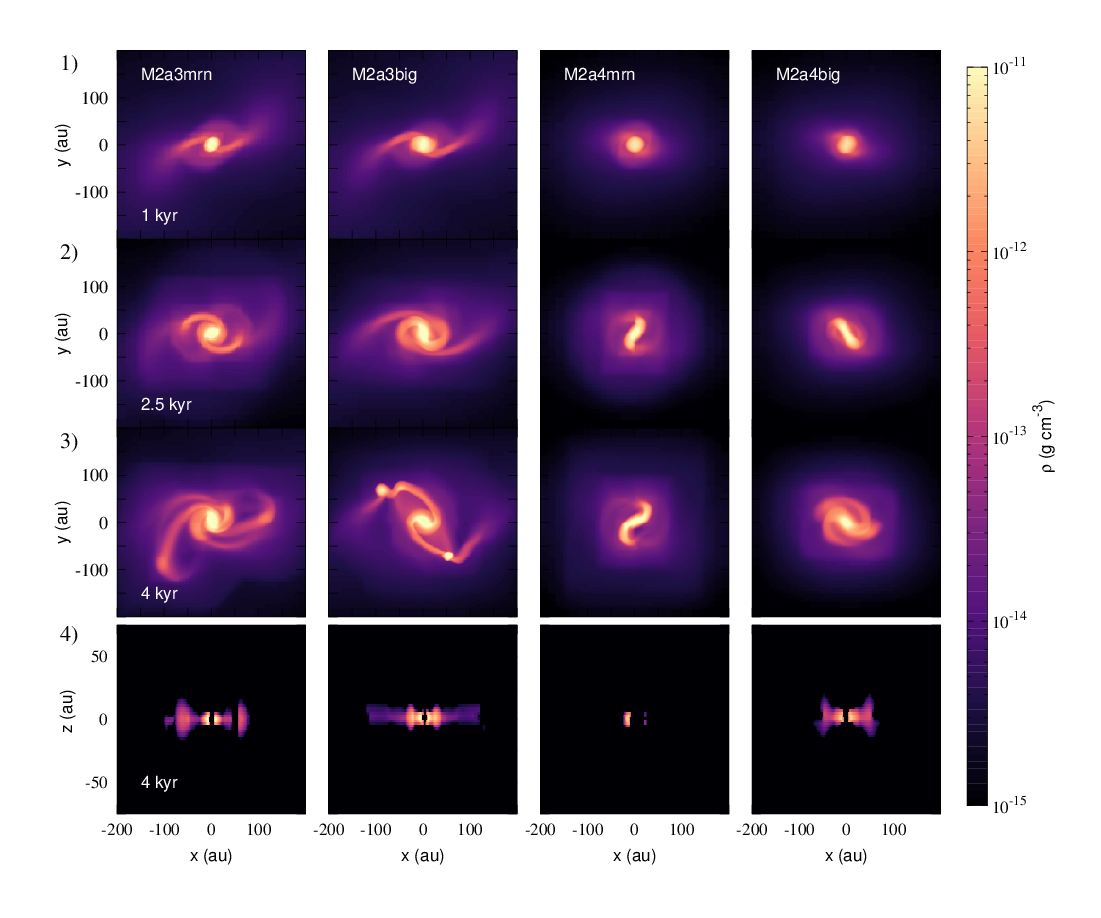 1)
M2a3mrn
M2a3big
M2a4mrn
M2a4big
100
0
-100
y (au)
1 kyr
2)
100
0
-100
y (au)
2.5 kyr
3)
100
0
-100
y (au)
4 kyr
4)
50
0
-50
z (au)
4 kyr
-200 -100 0 100
-200 -100 0 100
-200 -100 0 100
-200 -100 0 100
x (au)
x (au)
x (au)
x (au)
10⁻¹¹
10⁻¹²
10⁻¹³
10⁻¹⁴
10⁻¹⁵
ρ (g cm⁻³)